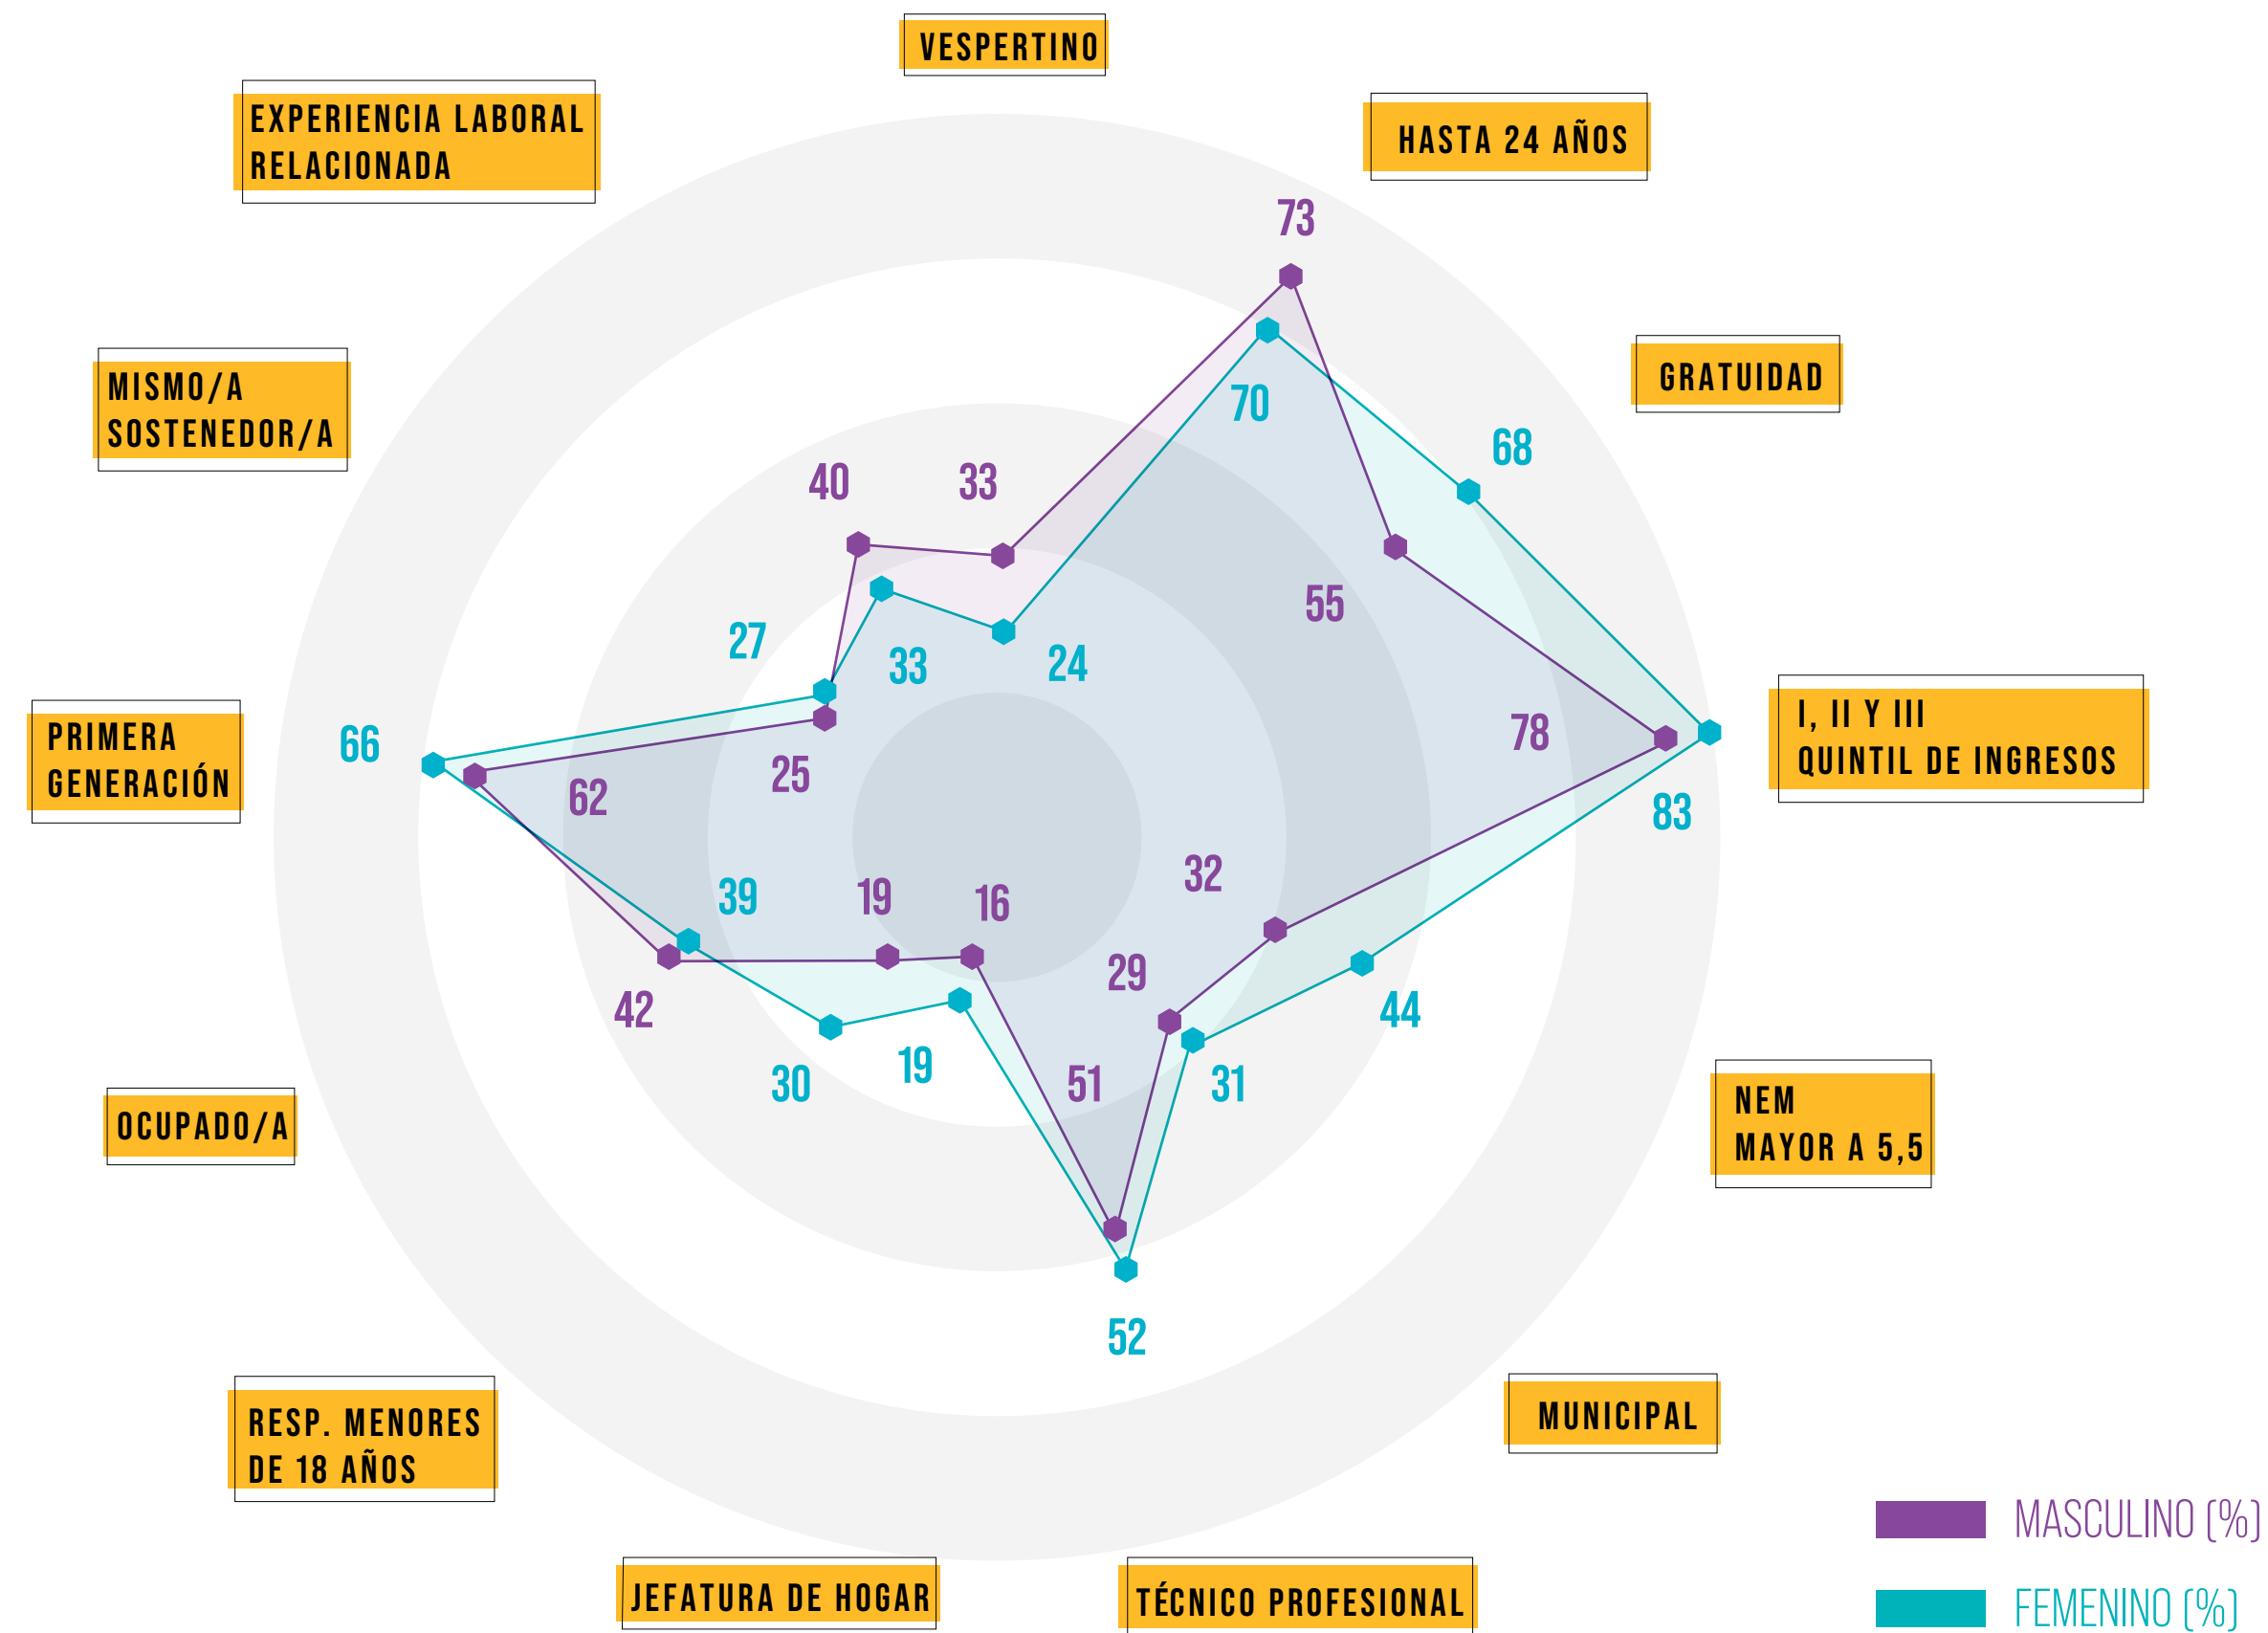 VESPERTINO
EXPERIENCIA LABORAL
RELACIONADA
HASTA 24 AÑOS
73
MISMO/A
SOSTENEDOR/A
GRATUIDAD
70
68
40
33
55
27
33
24
PRIMERA
GENERACIÓN
66
62
25
78
I, II Y III
QUINTIL DE INGRESOS
83
39
19
16
32
29
42
44
30
19
51
31
OCUPADO/A
NEM
MAYOR A 5,5
52
RESP. MENORES
DE 18 AÑOS
MUNICIPAL
JEFATURA DE HOGAR
TÉCNICO PROFESIONAL
MASCULINO (%)
FEMENINO (%)